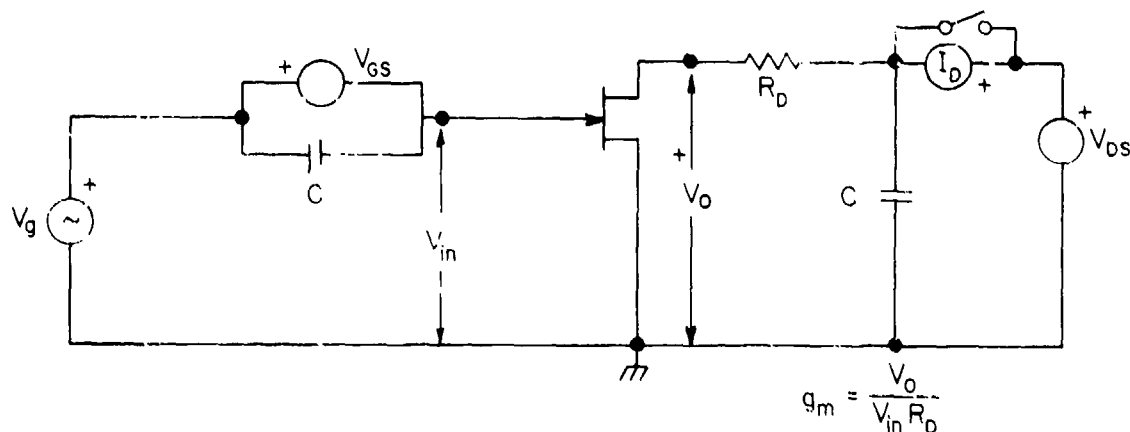 + V_GS
C
V_g ~ +
V_in
+ V_o
R_D
C
I_D +
+ V_DS
g_m = V_o / V_in R_D